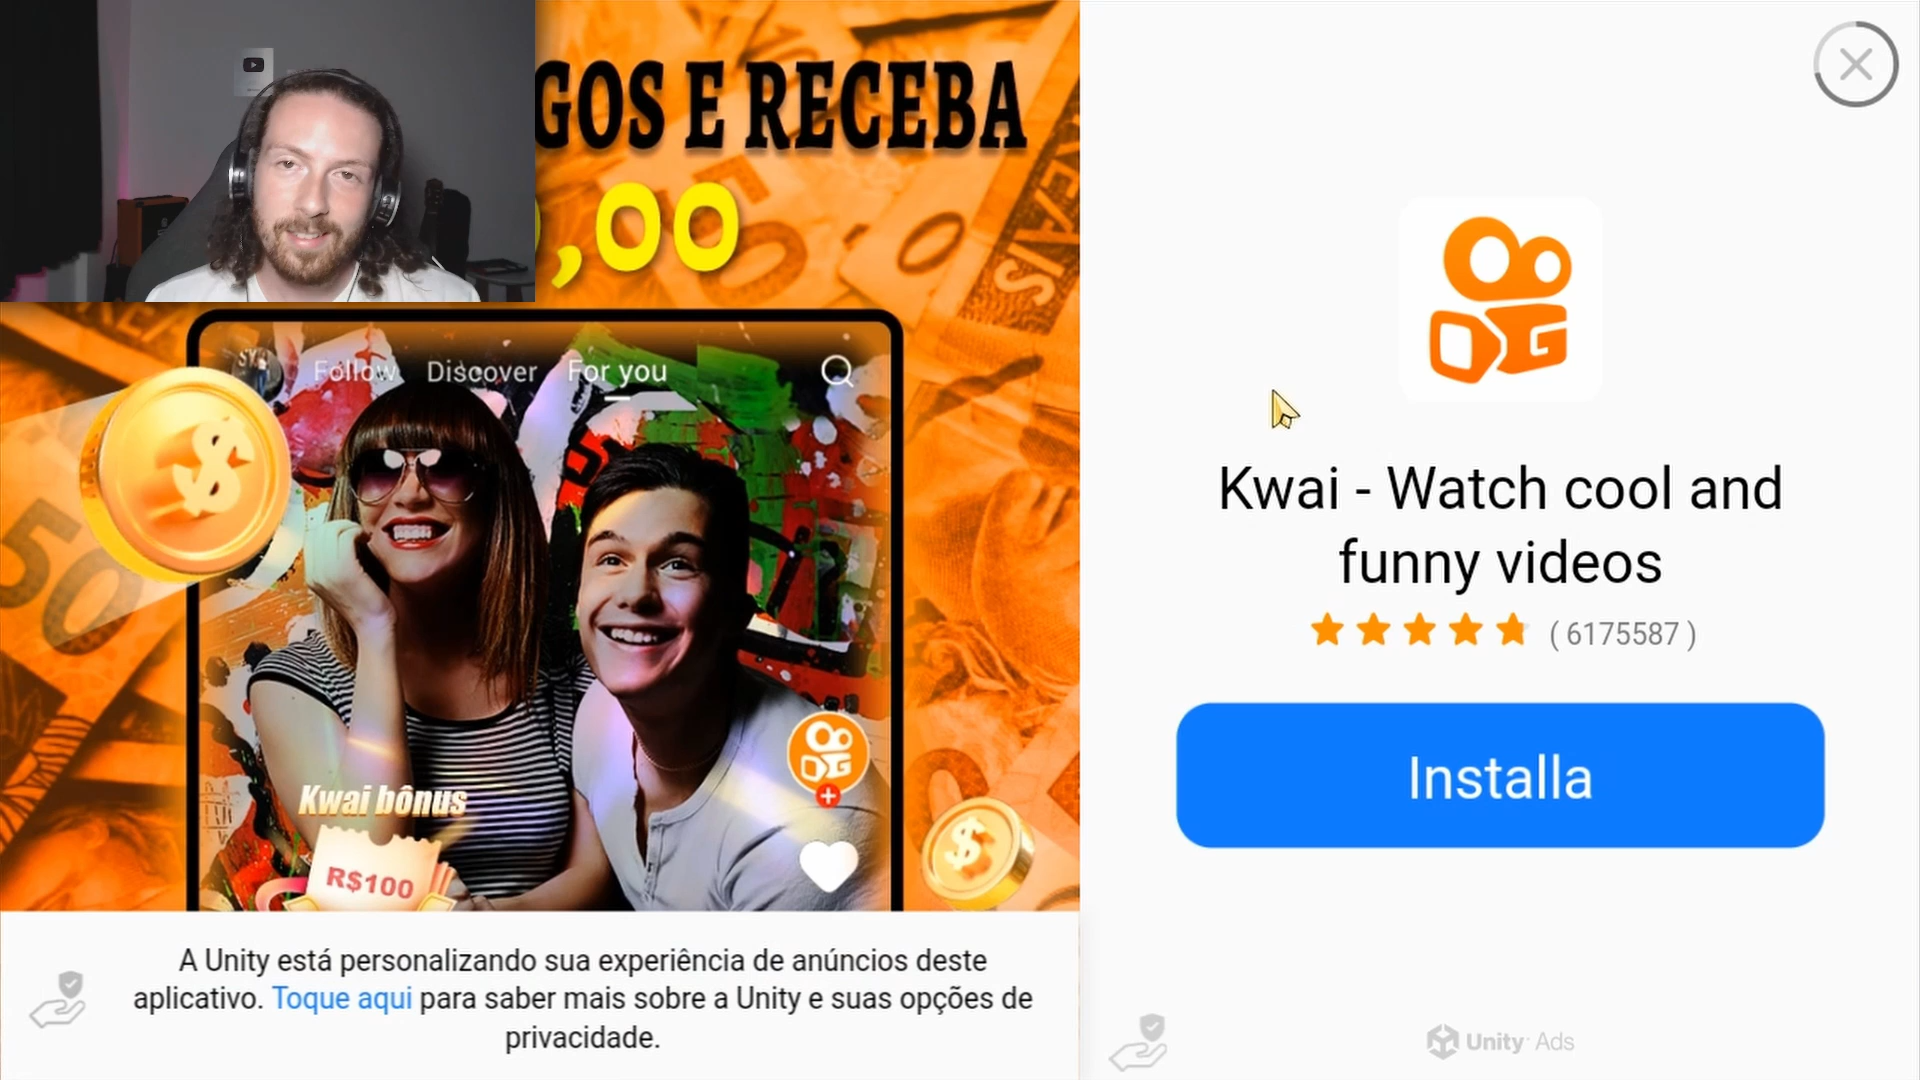 GOS E RECEBA
,00
REAIS
50
Follow Discover For you
Kwai bônus
R$100
A Unity está personalizando sua experiência de anúncios deste
aplicativo. Toque aqui para saber mais sobre a Unity e suas opções de
privacidade.
Kwai - Watch cool and
funny videos
( 6175587 )
Installa
Unity Ads